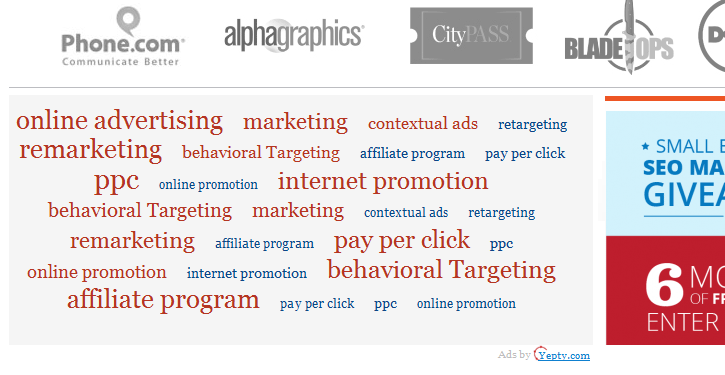 Phone.com
Communicate Better
alphagraphics
CityPASS
BLADE OPS
online advertising marketing contextual ads retargeting
remarketing behavioral Targeting affiliate program pay per click
ppc online promotion internet promotion
behavioral Targeting marketing contextual ads retargeting
remarketing affiliate program pay per click ppc
online promotion internet promotion behavioral Targeting
affiliate program pay per click ppc online promotion
SMALL
SEO
GIVEA
6 MO
OF
ENTER
Ads by Yeptv.com